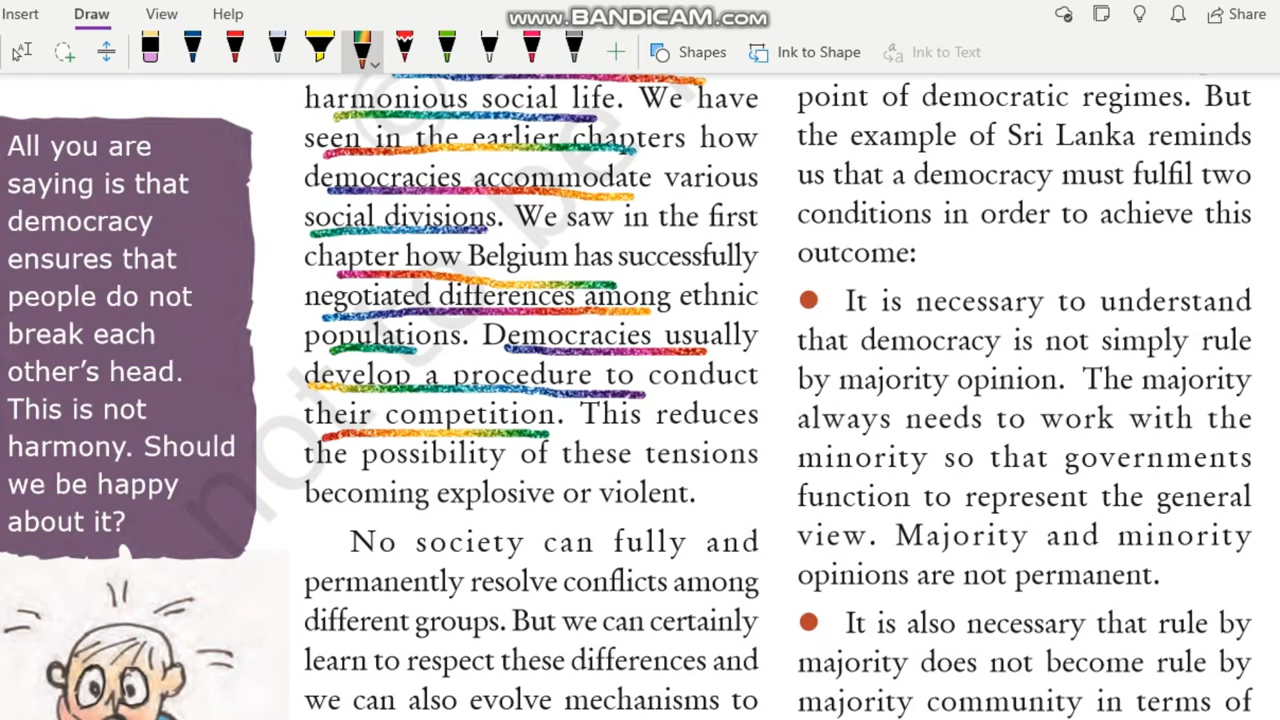 Insert Draw View Help
www.BANDICAM.com
Share
Shapes Ink to Shape Ink to Text
All you are
saying is that
democracy
ensures that
people do not
break each
other's head.
This is not
harmony. Should
we be happy
about it?
harmonious social life. We have
seen in the earlier chapters how
democracies accommodate various
social divisions. We saw in the first
chapter how Belgium has successfully
negotiated differences among ethnic
populations. Democracies usually
develop a procedure to conduct
their competition. This reduces
the possibility of these tensions
becoming explosive or violent.
No society can fully and
permanently resolve conflicts among
different groups. But we can certainly
learn to respect these differences and
we can also evolve mechanisms to
point of democratic regimes. But
the example of Sri Lanka reminds
us that a democracy must fulfil two
conditions in order to achieve this
outcome:
● It is necessary to understand
that democracy is not simply rule
by majority opinion. The majority
always needs to work with the
minority so that governments
function to represent the general
view. Majority and minority
opinions are not permanent.
● It is also necessary that rule by
majority does not become rule by
majority community in terms of
not to be